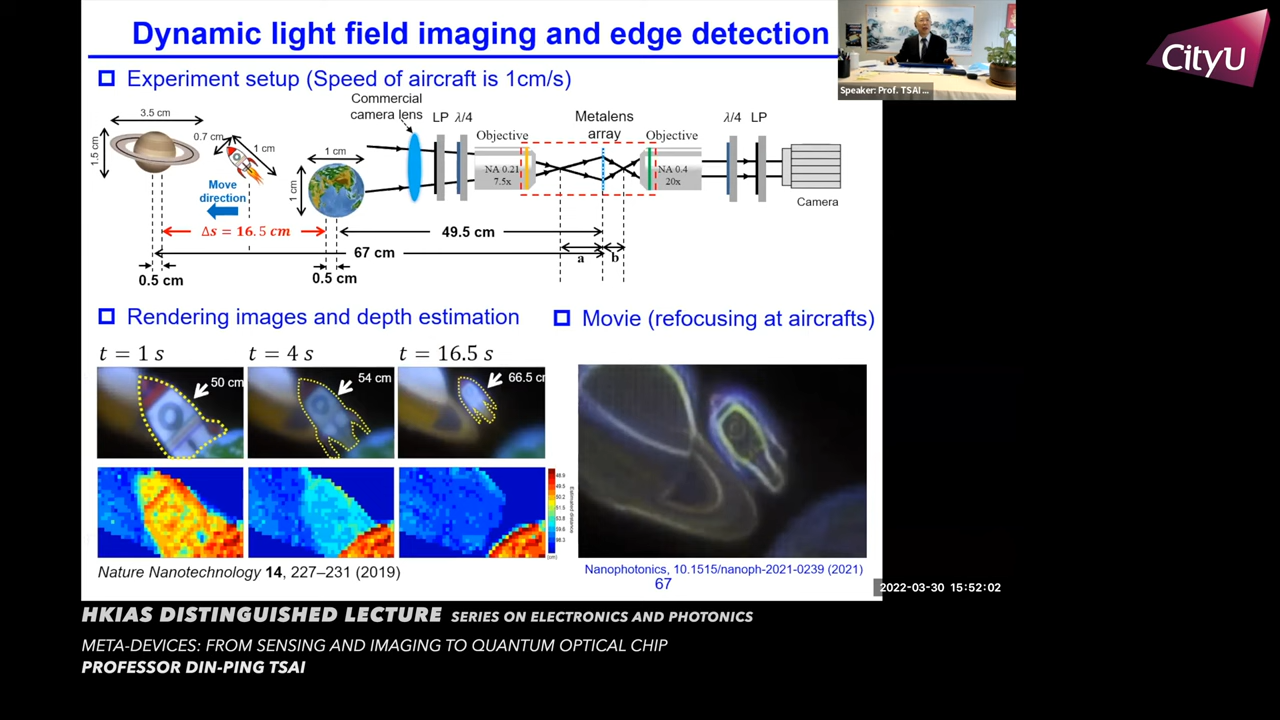 Dynamic light field imaging and edge detection
Experiment setup (Speed of aircraft is 1cm/s)
Speaker: Prof. TSAI ...
CityU
3.5 cm
1.5 cm
0.7 cm
1 cm
Move
direction
1 cm
1 cm
Commercial
camera lens
LP λ/4
Objective
NA 0.21
7.5x
Metalens
array
Objective
NA 0.4
20x
λ/4 LP
Camera
Δs = 16.5 cm
49.5 cm
67 cm
a
b
0.5 cm
0.5 cm
Rendering images and depth estimation
Movie (refocusing at aircrafts)
t = 1 s
t = 4 s
t = 16.5 s
50 cm
54 cm
66.5 cm
Estimated distance
Nature Nanotechnology 14, 227–231 (2019)
Nanophotonics, 10.1515/nanoph-2021-0239 (2021)
67
2022-03-30 15:52:02
HKIAS DISTINGUISHED LECTURE SERIES ON ELECTRONICS AND PHOTONICS
META-DEVICES: FROM SENSING AND IMAGING TO QUANTUM OPTICAL CHIP
PROFESSOR DIN-PING TSAI